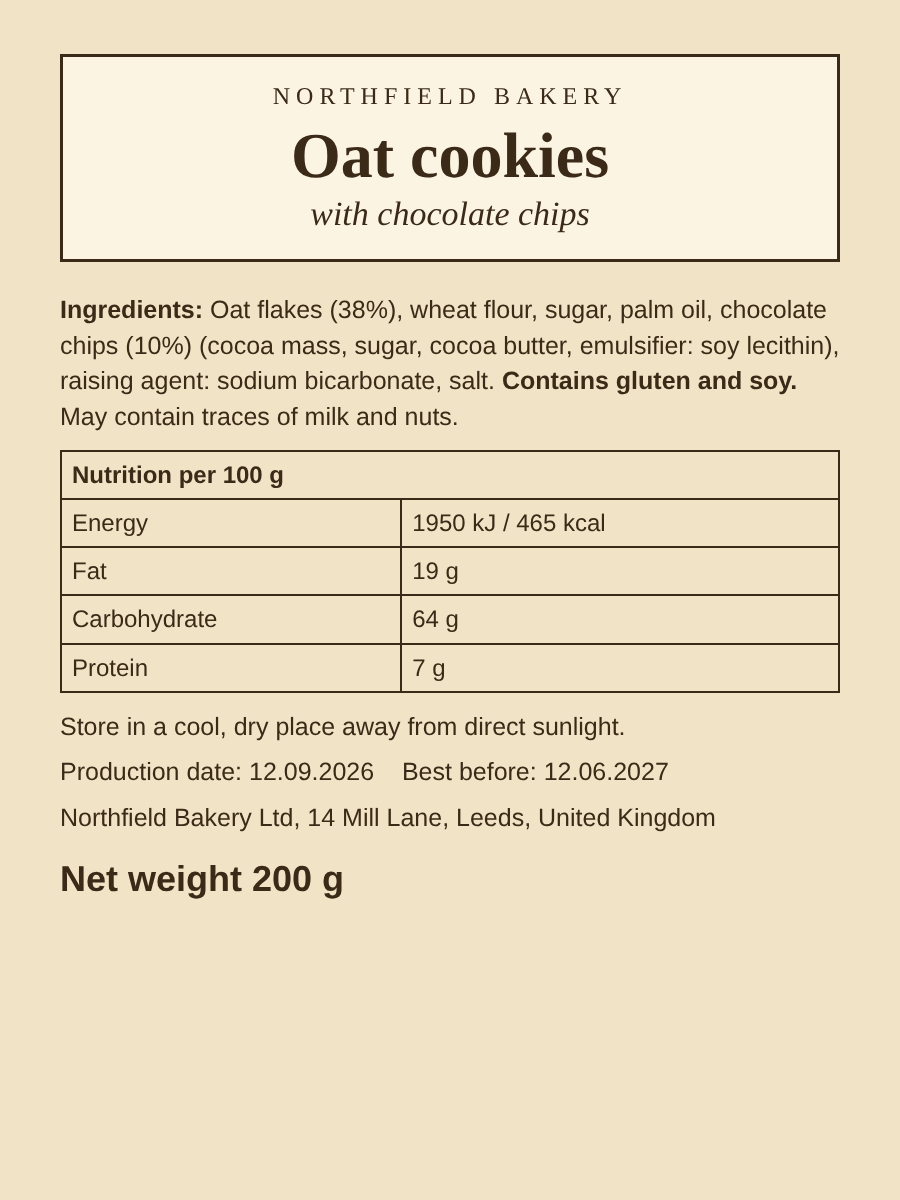 NORTHFIELD BAKERY
Oat cookies
with chocolate chips
Ingredients: Oat flakes (38%), wheat flour, sugar, palm oil, chocolate
chips (10%) (cocoa mass, sugar, cocoa butter, emulsifier: soy lecithin),
raising agent: sodium bicarbonate, salt. Contains gluten and soy.
May contain traces of milk and nuts.
Nutrition per 100 g
Energy 1950 kJ / 465 kcal
Fat 19 g
Carbohydrate 64 g
Protein 7 g
Store in a cool, dry place away from direct sunlight.
Production date: 12.09.2026 Best before: 12.06.2027
Northfield Bakery Ltd, 14 Mill Lane, Leeds, United Kingdom
Net weight 200 g